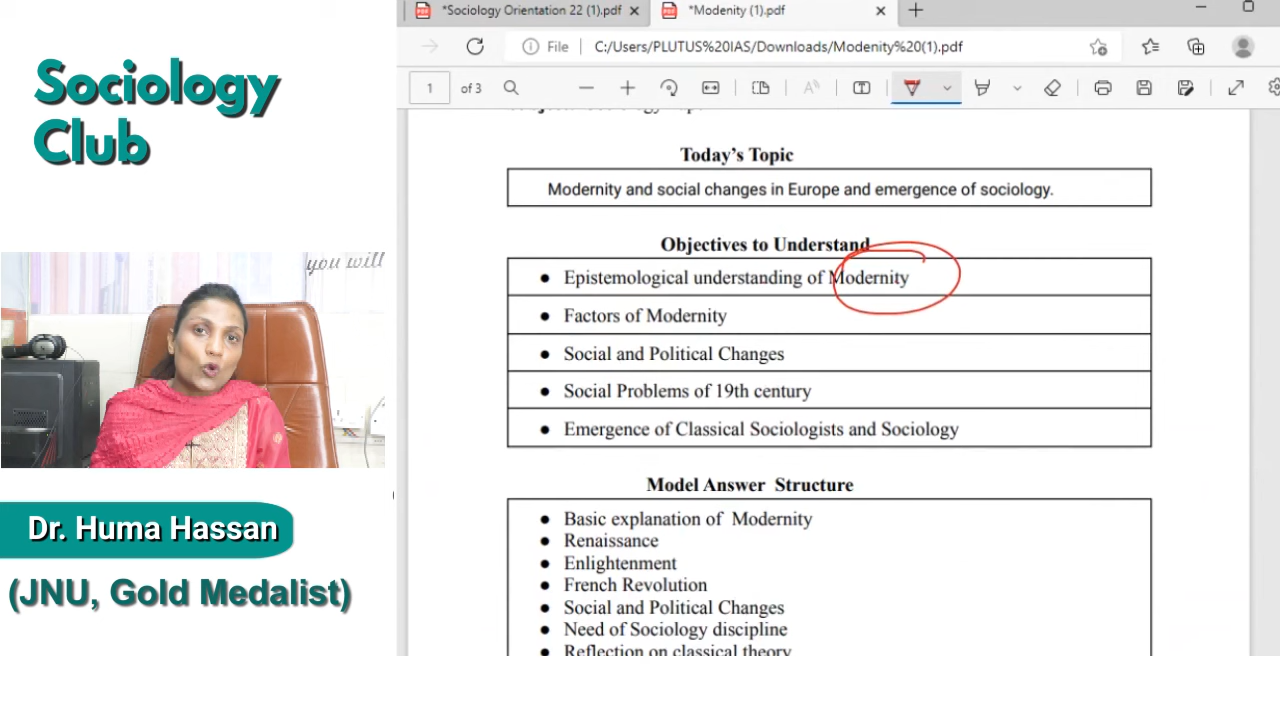 Sociology
Club
you will
Dr. Huma Hassan
(JNU, Gold Medalist)
*Sociology Orientation 22 (1).pdf
*Modenity (1).pdf
File
C:/Users/PLUTUS%20IAS/Downloads/Modenity%20(1).pdf
1 of 3
Today's Topic
Modernity and social changes in Europe and emergence of sociology.
Objectives to Understand
● Epistemological understanding of Modernity
● Factors of Modernity
● Social and Political Changes
● Social Problems of 19th century
● Emergence of Classical Sociologists and Sociology
Model Answer Structure
● Basic explanation of Modernity
● Renaissance
● Enlightenment
● French Revolution
● Social and Political Changes
● Need of Sociology discipline
● Reflection on classical theory